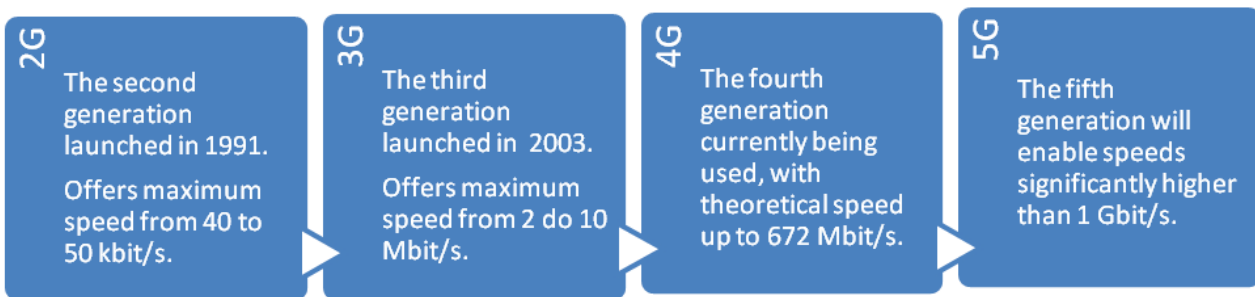 2G
The second
generation
launched in 1991.
Offers maximum
speed from 40 to
50 kbit/s.
3G
The third
generation
launched in  2003.
Offers maximum
speed from 2 do 10
Mbit/s.
4G
The fourth
generation
currently being
used, with
theoretical speed
up to 672 Mbit/s.
5G
The fifth
generation will
enable speeds
significantly higher
than 1 Gbit/s.